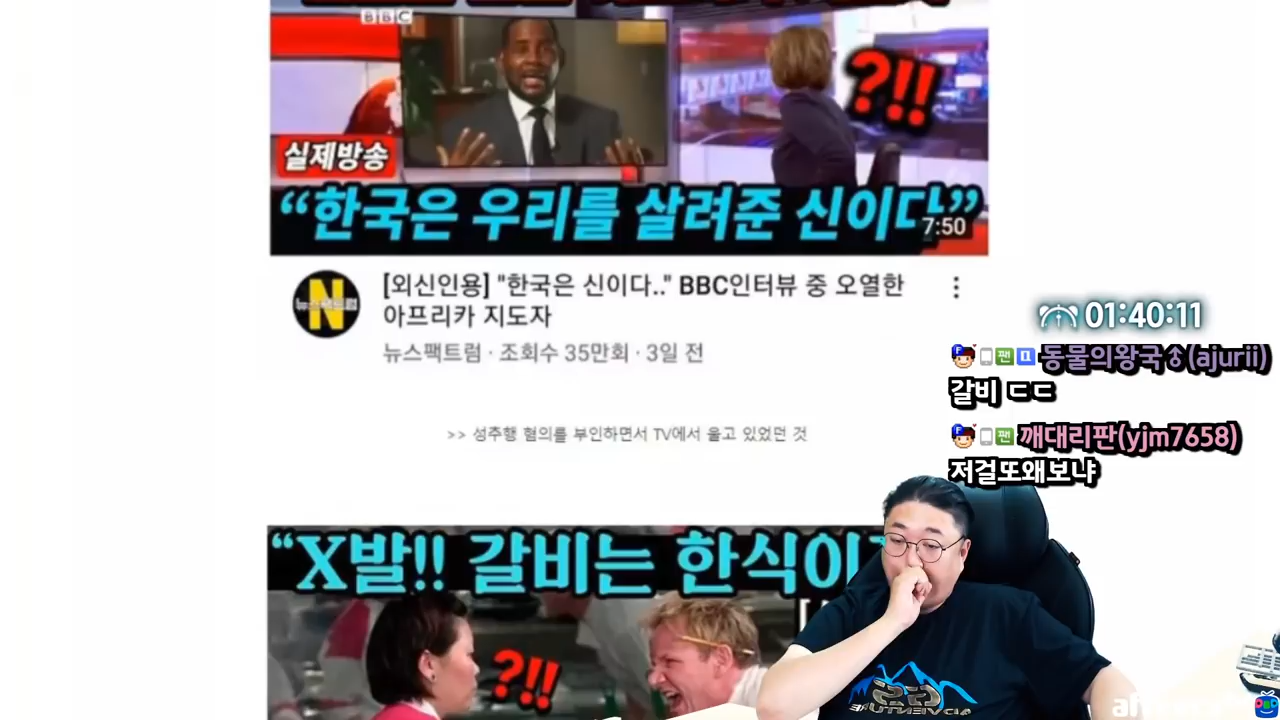 BBC
?!!
실제방송
“한국은 우리를 살려준 신이다”
7:50
[외신인용] "한국은 신이다.." BBC인터뷰 중 오열한
아프리카 지도자
뉴스팩트럼
N
뉴스팩트럼 · 조회수 35만회 · 3일 전
>> 성추행 혐의를 부인하면서 TV에서 울고 있었던 것
01:40:11
동물의왕국⚦(ajurii)
갈비 ㄷㄷ
깨대리판(yjm7658)
저걸또왜보냐
“X발!! 갈비는 한식이
?!!